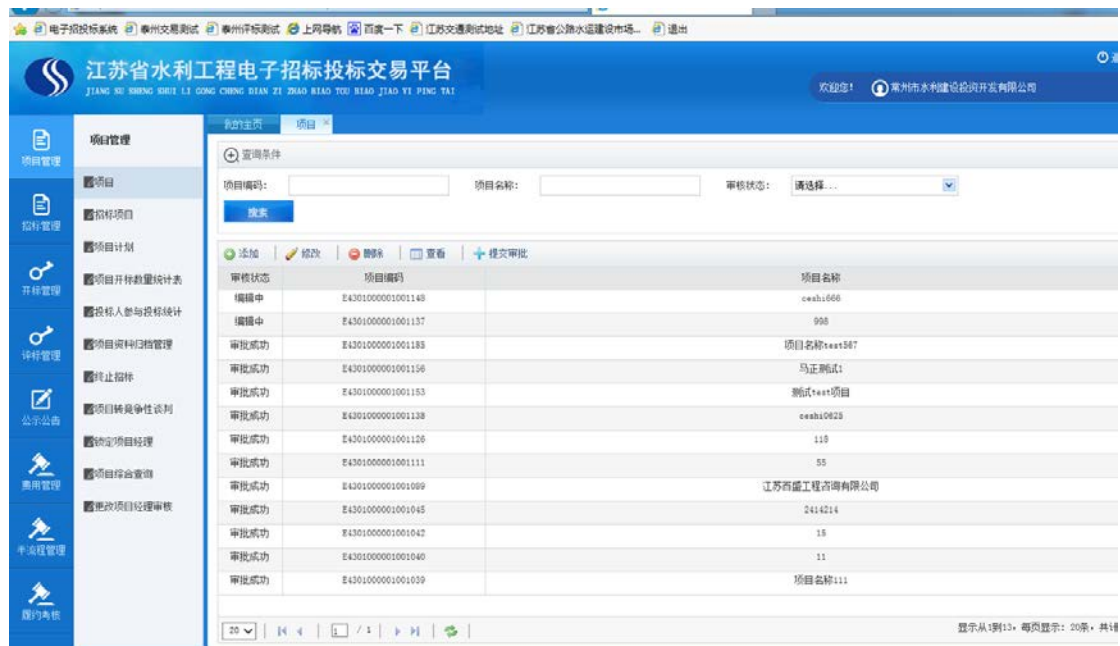 电子招投标系统 泰州交易测试 泰州评标测试 上网导航 百度一下 江苏交通测试地址 江苏省公路水运建设市场... 退出
江苏省水利工程电子招标投标交易平台
JIANG SU SHENG SHUI LI GONG CHENG DIAN ZI ZHAO BIAO TOU BIAO JIAO YI PING TAI
欢迎您! 常州市水利建设投资开发有限公司
我的主页 项目
项目管理
招标管理
开标管理
评标管理
公示公告
费用管理
半流程管理
履约考核
项目管理
项目
招标项目
项目计划
项目开标数量统计表
投标人参与投标统计
项目资料归档管理
终止招标
项目转竞争性谈判
锁定项目经理
项目综合查询
更改项目经理审核
查询条件
项目编码: 项目名称: 审核状态: 请选择...
搜索
添加 修改 删除 查看 提交审批
审核状态 项目编码 项目名称
编辑中 E4301000001001148 ceshi666
编辑中 E4301000001001137 998
审批成功 E4301000001001185 项目名称test567
审批成功 E4301000001001156 马正测试1
审批成功 E4301000001001153 测试test项目
审批成功 E4301000001001138 ceshi0625
审批成功 E4301000001001126 118
审批成功 E4301000001001111 55
审批成功 E4301000001001089 江苏百盛工程咨询有限公司
审批成功 E4301000001001045 2414214
审批成功 E4301000001001042 15
审批成功 E4301000001001040 11
审批成功 E4301000001001039 项目名称111
20 1 / 1 显示从1到13, 每页显示: 20条, 共